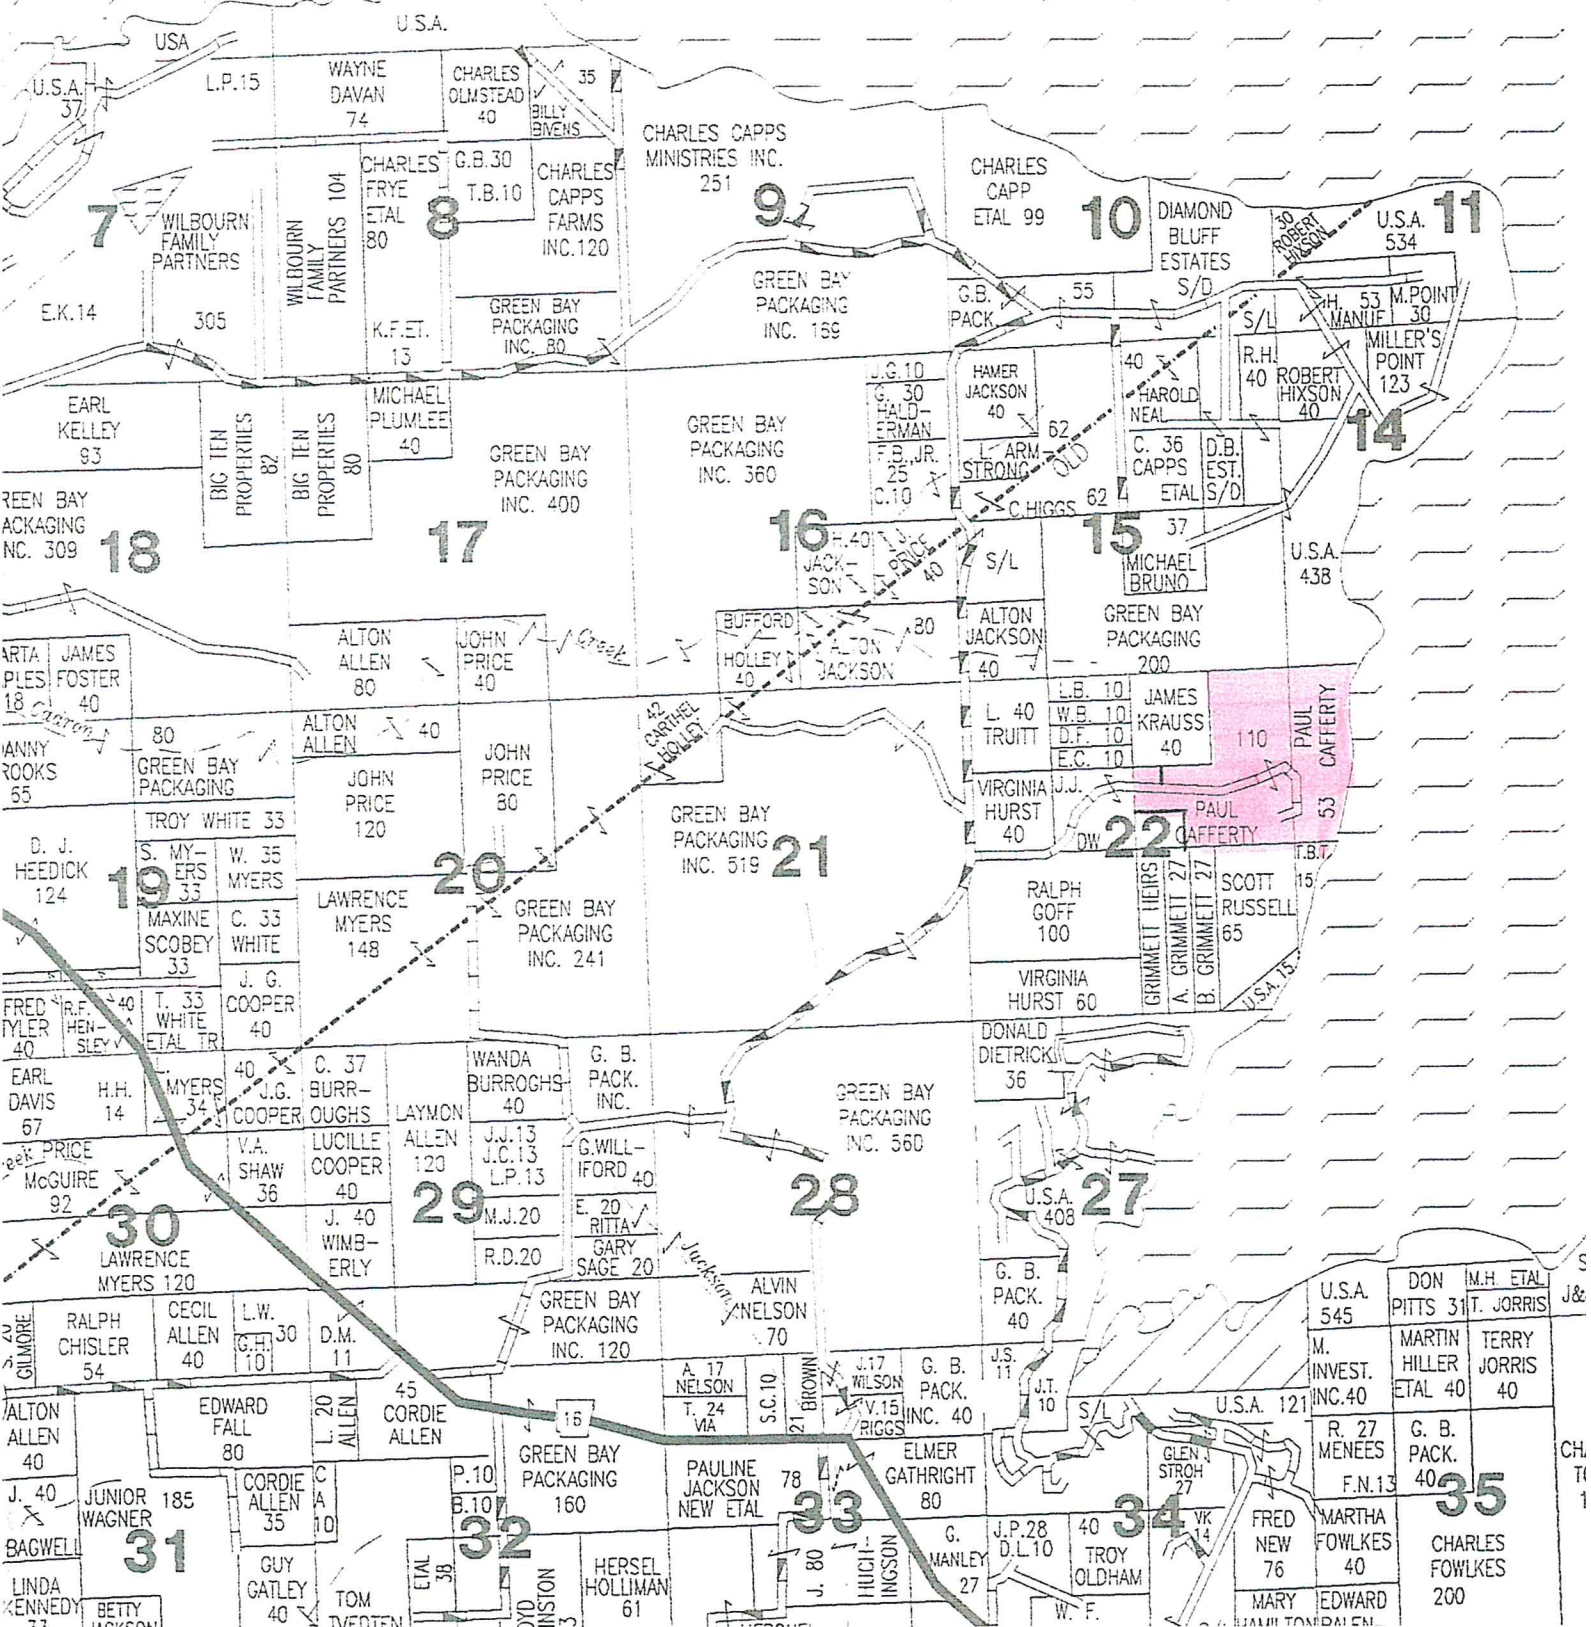 U.S.A.
USA
U.S.A.
37
L.P.15
WAYNE
DAVAN
74
CHARLES
OLMSTEAD
40
BILLY
BIVENS
35
CHARLES CAPPS
MINISTRIES INC.
251
9
CHARLES
CAPP
ETAL 99
10
DIAMOND
BLUFF
ESTATES
S/D
30
ROBERT
HIXSON
U.S.A.
534
11
7
WILBOURN
FAMILY
PARTNERS
305
E.K.14
WILBOURN
FAMILY
PARTNERS 104
CHARLES
FRYE
ETAL
80
K.F.ET.
13
8
G.B.30
T.B.10
CHARLES
CAPPS
FARMS
INC.120
GREEN BAY
PACKAGING
INC. 80
GREEN BAY
PACKAGING
INC. 169
G.B.
PACK.
55
S/L
H. 53
MANUF
M.POINT
30
MILLER'S
POINT
123
EARL
KELLEY
93
BIG TEN
PROPERTIES
82
BIG TEN
PROPERTIES
80
MICHAEL
PLUMLEE
40
GREEN BAY
PACKAGING
INC. 400
GREEN BAY
PACKAGING
INC. 360
J.G.10
G. 30
HALD-
ERMAN
F.B.,JR.
25
C.10
HAMER
JACKSON
40
L. ARM-
STRONG
62
OLD
C.HIGGS 62
40
HAROLD
NEAL
R.H.
40
ROBERT
HIXSON
40
14
C. 36
CAPPS
ETAL
D.B.
EST.
S/D
REEN BAY
ACKAGING
NC. 309
18
17
16
H.40
JACK-
SON
J.
PRICE
40
S/L
15
37
MICHAEL
BRUNO
U.S.A.
438
ARTA
PLES
18
JAMES
FOSTER
40
Cadron
ALTON
ALLEN
80
JOHN
PRICE
40
Creek
BUFFORD
HOLLEY
40
80
ALTON
JACKSON
ALTON
JACKSON
40
GREEN BAY
PACKAGING
200
ANNY
ROOKS
65
80
GREEN BAY
PACKAGING
ALTON
ALLEN
40
JOHN
PRICE
120
JOHN
PRICE
80
42
CARTHEL
HOLLEY
L. 40
TRUITT
L.B. 10
W.B. 10
D.F. 10
E.C. 10
JAMES
KRAUSS
40
110
PAUL
CAFFERTY
53
TROY WHITE 33
D. J.
HEEDICK
124
19
S. MY-
ERS
33
W. 35
MYERS
MAXINE
SCOBEY
33
C. 33
WHITE
LAWRENCE
MYERS
148
20
GREEN BAY
PACKAGING
INC. 241
GREEN BAY
PACKAGING
INC. 519
21
VIRGINIA
HURST
40
J.J.
DW
22
PAUL
CAFFERTY
T.B.T.
15
RALPH
GOFF
100
GRIMMETT HEIRS
A. GRIMMETT 27
B. GRIMMETT 27
SCOTT
RUSSELL
65
U.S.A. 15
VIRGINIA
HURST 60
FRED
TYLER
40
R.F.
HEN-
SLEY
40
T. 33
WHITE
ETAL TR
J. G.
COOPER
40
DONALD
DIETRICK
36
EARL
DAVIS
67
H.H.
14
L.
MYERS
34
40
J.G.
COOPER
C. 37
BURR-
OUGHS
LAYMON
ALLEN
120
WANDA
BURROGHS
40
G. B.
PACK.
INC.
GREEN BAY
PACKAGING
INC. 560
eek
PRICE
McGUIRE
92
V.A.
SHAW
36
LUCILLE
COOPER
40
J.J.13
J.C.13
L.P.13
G.WILL-
IFORD
40
30
29
28
27
U.S.A.
408
LAWRENCE
MYERS 120
J. 40
WIMB-
ERLY
M.J.20
R.D.20
E. 20
RITTA
GARY
SAGE 20
Jackson
ALVIN
NELSON
70
G. B.
PACK.
40
S. 20
GILMORE
RALPH
CHISLER
54
CECIL
ALLEN
40
L.W.
30
G.H.
10
D.M.
11
GREEN BAY
PACKAGING
INC. 120
U.S.A.
545
DON
PITTS 31
M.H. ETAL
T. JORRIS
J&
A. 17
NELSON
T. 24
VIA
S.C.10
21 BROWN
J.17
WILSON
V.15
RIGGS
G. B.
PACK.
INC. 40
J.S.
11
J.T.
10
S/L
U.S.A. 121
M.
INVEST.
INC.40
MARTIN
HILLER
ETAL 40
TERRY
JORRIS
40
ALTON
ALLEN
40
EDWARD
FALL
80
L. 20
ALLEN
45
CORDIE
ALLEN
16
R. 27
MENEES
F.N.13
G. B.
PACK.
40
35
J. 40
BAGWELL
JUNIOR
WAGNER
185
31
CORDIE
ALLEN
35
C
A
10
P.10
B.10
32
GREEN BAY
PACKAGING
160
PAULINE
JACKSON
NEW ETAL
78
33
ELMER
GATHRIGHT
80
GLEN
STROH
27
34
VK
14
FRED
NEW
76
MARTHA
FOWLKES
40
CHARLES
FOWLKES
200
LINDA
KENNEDY
BETTY
JACKSON
GUY
GATLEY
40
TOM
ETAL
38
HERSEL
HOLLIMAN
61
J. 80
HUCH-
INGSON
G.
MANLEY
27
J.P.28
D.L.10
40
TROY
OLDHAM
W. F.
MARY
HAMILTON
EDWARD